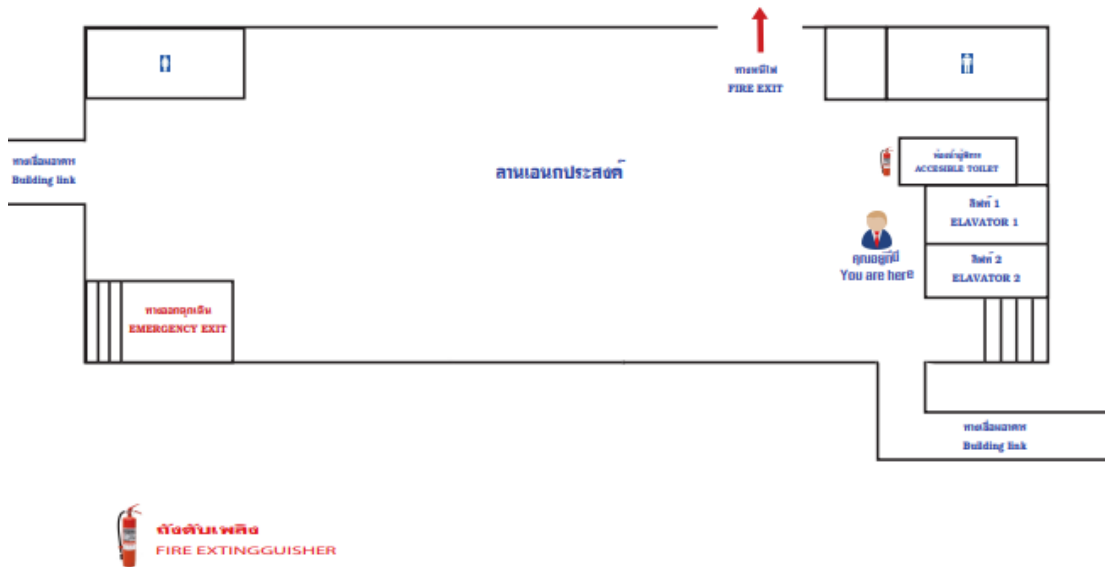 ทางหนีไฟ
FIRE EXIT
ทางเชื่อมอาคาร
Building link
ลานเอนกประสงค์
ห้องน้ำผู้พิการ
ACCESIBLE TOILET
ลิฟท์ 1
ELAVATOR 1
คุณอยู่ที่นี่
You are here
ลิฟท์ 2
ELAVATOR 2
ทางออกฉุกเฉิน
EMERGENCY EXIT
ทางเชื่อมอาคาร
Building link
ถังดับเพลิง
FIRE EXTINGGUISHER